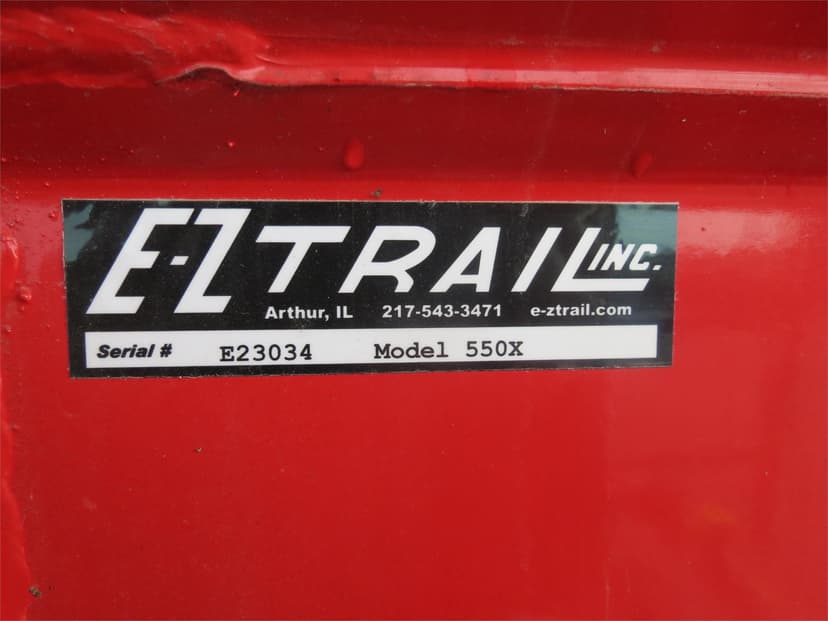 E-Z TRAIL INC.
Arthur, IL 217-543-3471 e-ztrail.com
Serial # E23034 Model 550X